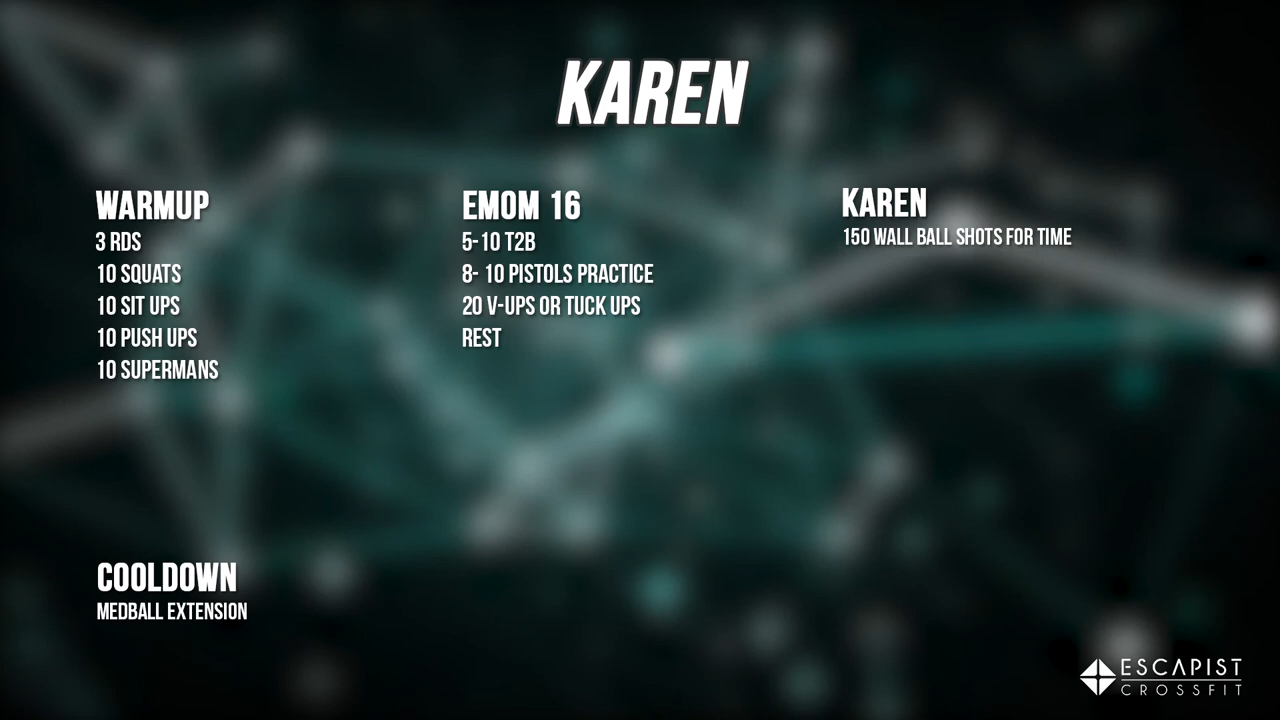 KAREN
WARMUP
3 RDS
10 SQUATS
10 SIT UPS
10 PUSH UPS
10 SUPERMANS
EMOM 16
5-10 T2B
8- 10 PISTOLS PRACTICE
20 V-UPS OR TUCK UPS
REST
KAREN
150 WALL BALL SHOTS FOR TIME
COOLDOWN
MEDBALL EXTENSION
ESCAPIST
CROSSFIT